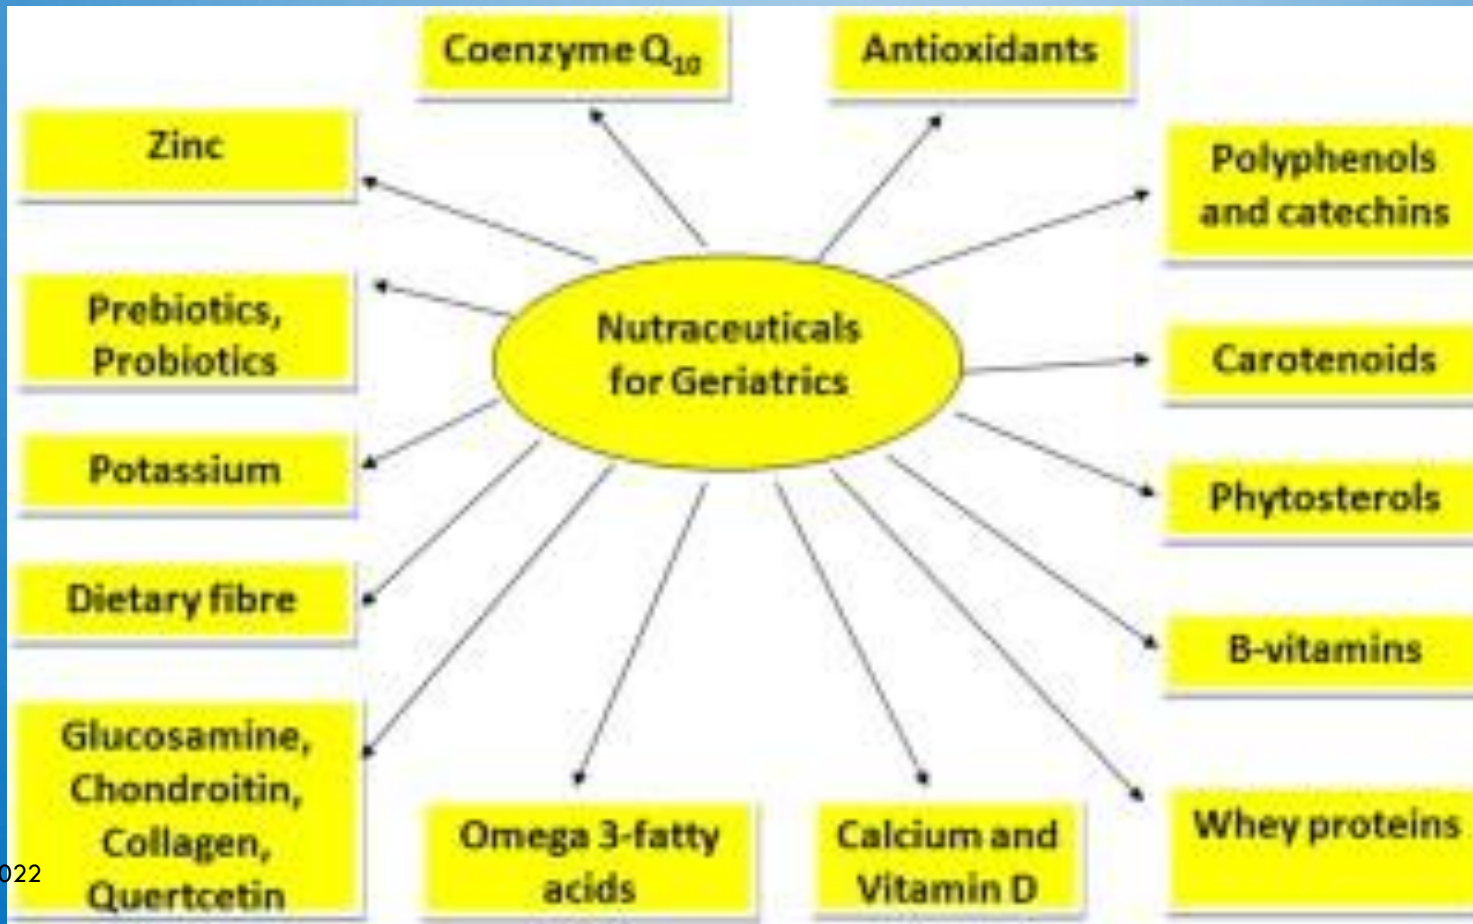 Coenzyme Q10
Antioxidants
Zinc
Polyphenols
and catechins
Prebiotics,
Probiotics
Nutraceuticals
for Geriatrics
Carotenoids
Potassium
Phytosterols
Dietary fibre
B-vitamins
Glucosamine,
Chondroitin,
Collagen,
Quertcetin
Omega 3-fatty
acids
Calcium and
Vitamin D
Whey proteins
022